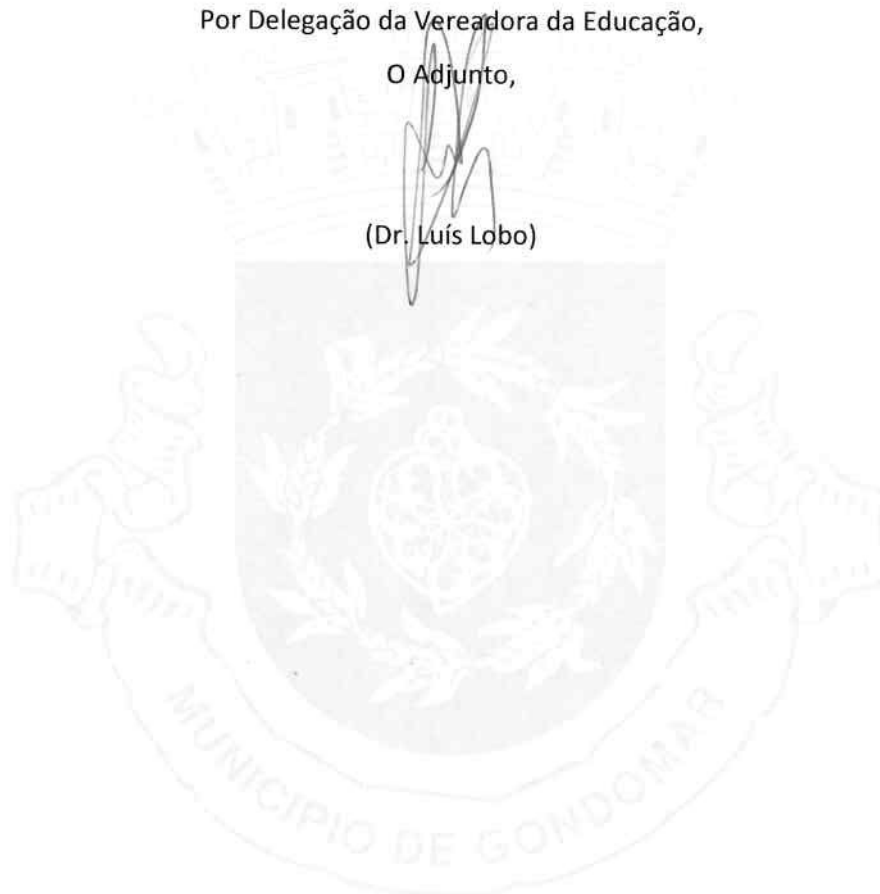 Por Delegação da Vereadora da Educação,
O Adjunto,
(Dr. Luís Lobo)
MUNICIPIO DE GONDOMAR